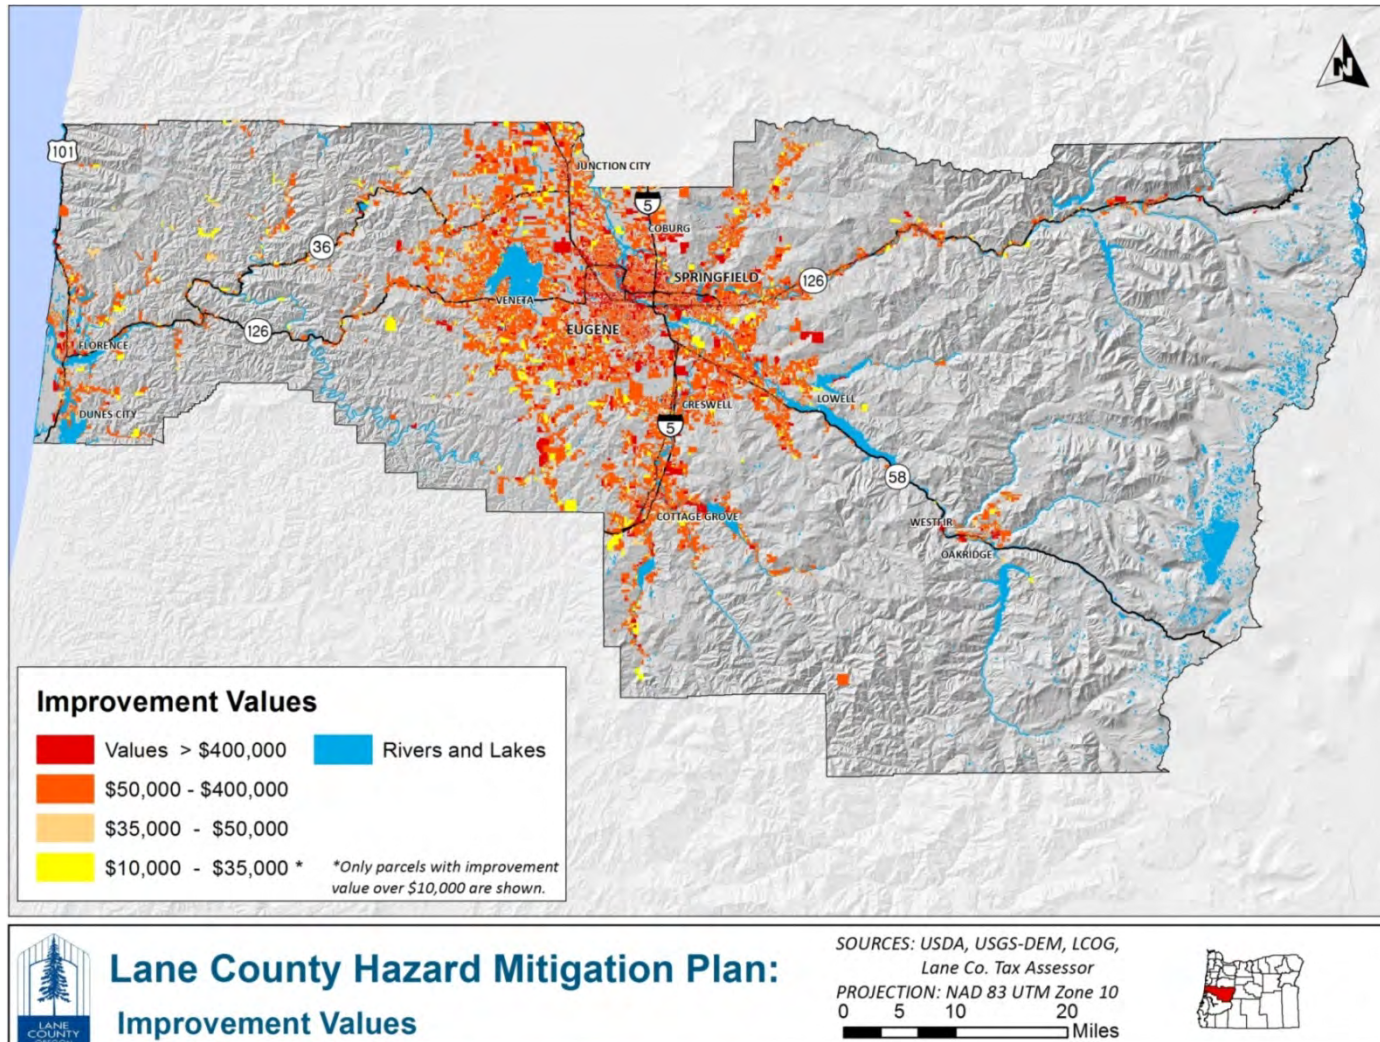 N
101
JUNCTION CITY
5
COBURG
36
SPRINGFIELD
126
VENETA
EUGENE
126
FLORENCE
LOWELL
CRESWELL
DUNES CITY
5
58
COTTAGE GROVE
WESTFIR
OAKRIDGE
Improvement Values
Values > $400,000
Rivers and Lakes
$50,000 - $400,000
$35,000 - $50,000
$10,000 - $35,000 *
*Only parcels with improvement
value over $10,000 are shown.
LANE
COUNTY
Lane County Hazard Mitigation Plan:
Improvement Values
SOURCES: USDA, USGS-DEM, LCOG,
Lane Co. Tax Assessor
PROJECTION: NAD 83 UTM Zone 10
0 5 10 20
Miles